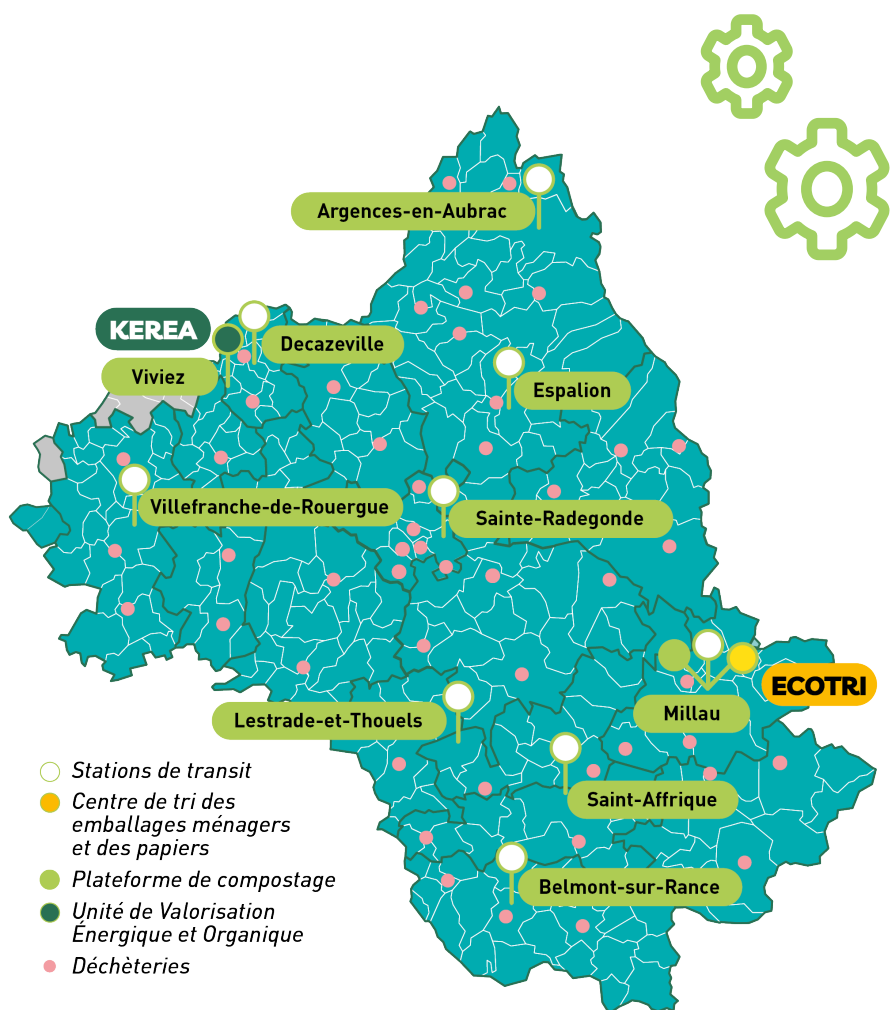 Argences-en-Aubrac
KEREA
Decazeville
Viviez
Espalion
Villefranche-de-Rouergue
Sainte-Radegonde
ECOTRI
Millau
Lestrade-et-Thouels
Saint-Affrique
Belmont-sur-Rance
Stations de transit
Centre de tri des
emballages ménagers
et des papiers
Plateforme de compostage
Unité de Valorisation
Énergique et Organique
Déchèteries